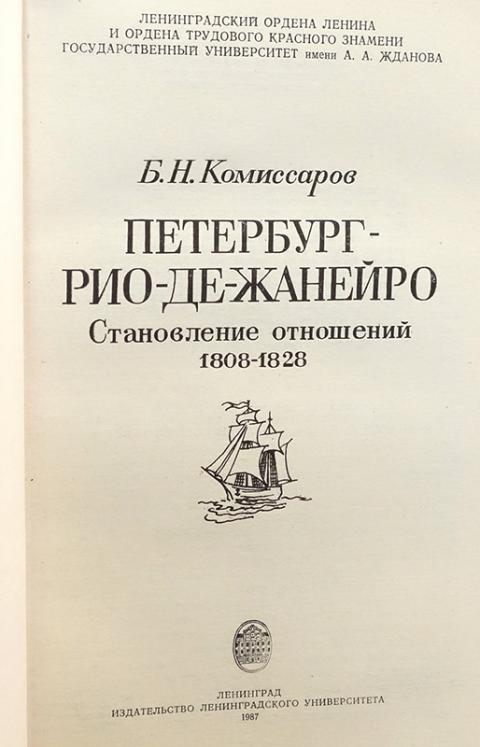 ЛЕНИНГРАДСКИЙ ОРДЕНА ЛЕНИНА
И ОРДЕНА ТРУДОВОГО КРАСНОГО ЗНАМЕНИ
ГОСУДАРСТВЕННЫЙ УНИВЕРСИТЕТ имени А. А. ЖДАНОВА
Б.Н.Комиссаров
ПЕТЕРБУРГ-
РИО-ДЕ-ЖАНЕЙРО
Становление отношений
1808-1828
ЛЕНИНГРАД
ИЗДАТЕЛЬСТВО ЛЕНИНГРАДСКОГО УНИВЕРСИТЕТА
1987